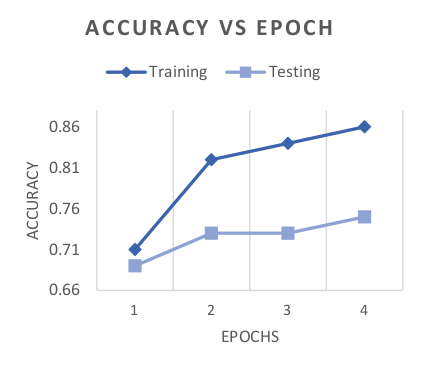 ACCURACY VS EPOCH
Training Testing
0.86
0.81
0.76
0.71
0.66
ACCURACY
1 2 3 4
EPOCHS